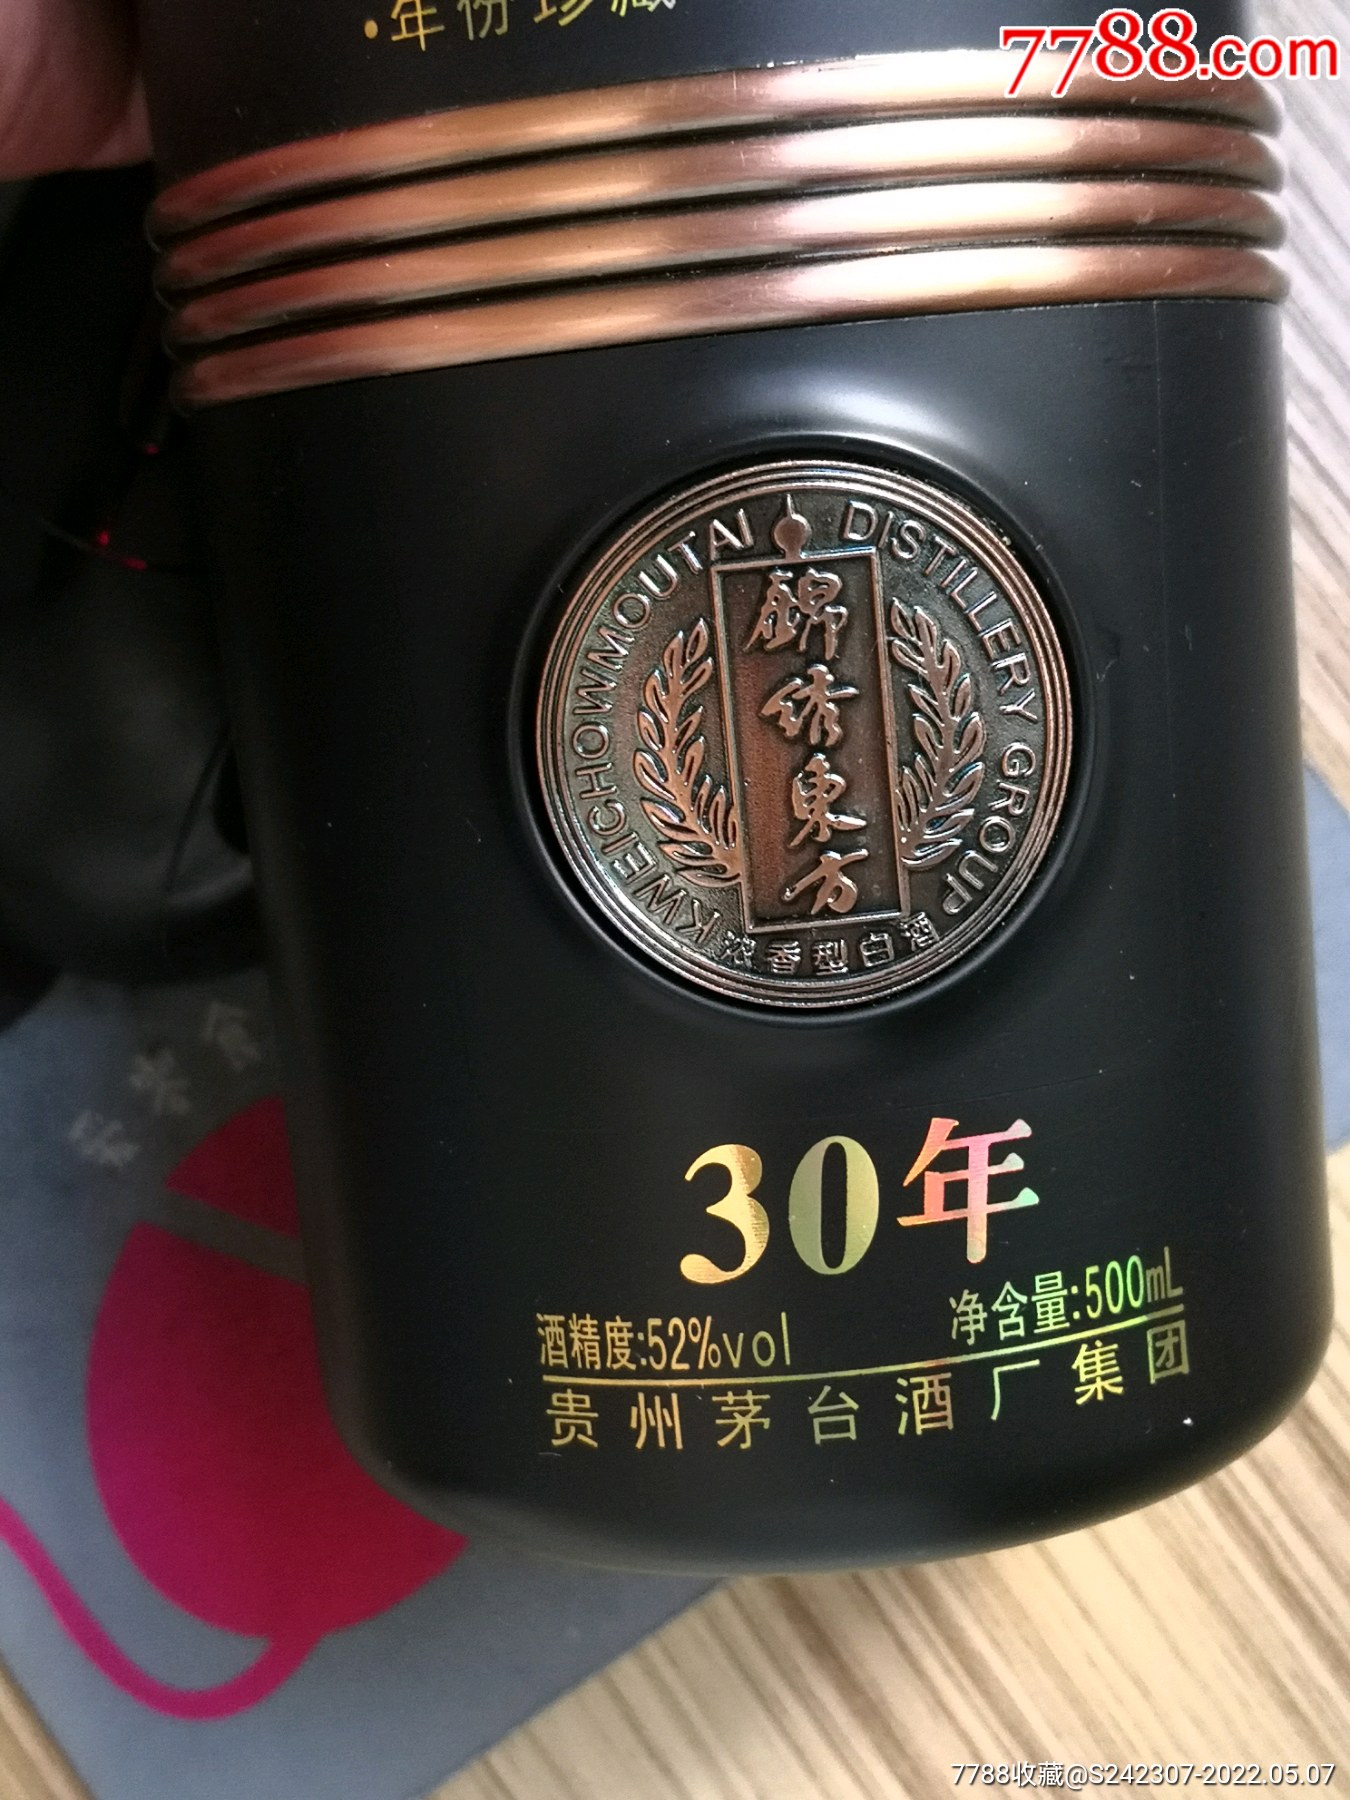 7788.com
·年份珍藏
KWEICHOWMOUTAI DISTILLERY GROUP
錦绣東方
浓香型白酒
30年
酒精度:52%vol
净含量:500mL
贵州茅台酒厂集团
7788收藏@S242307-2022.05.07